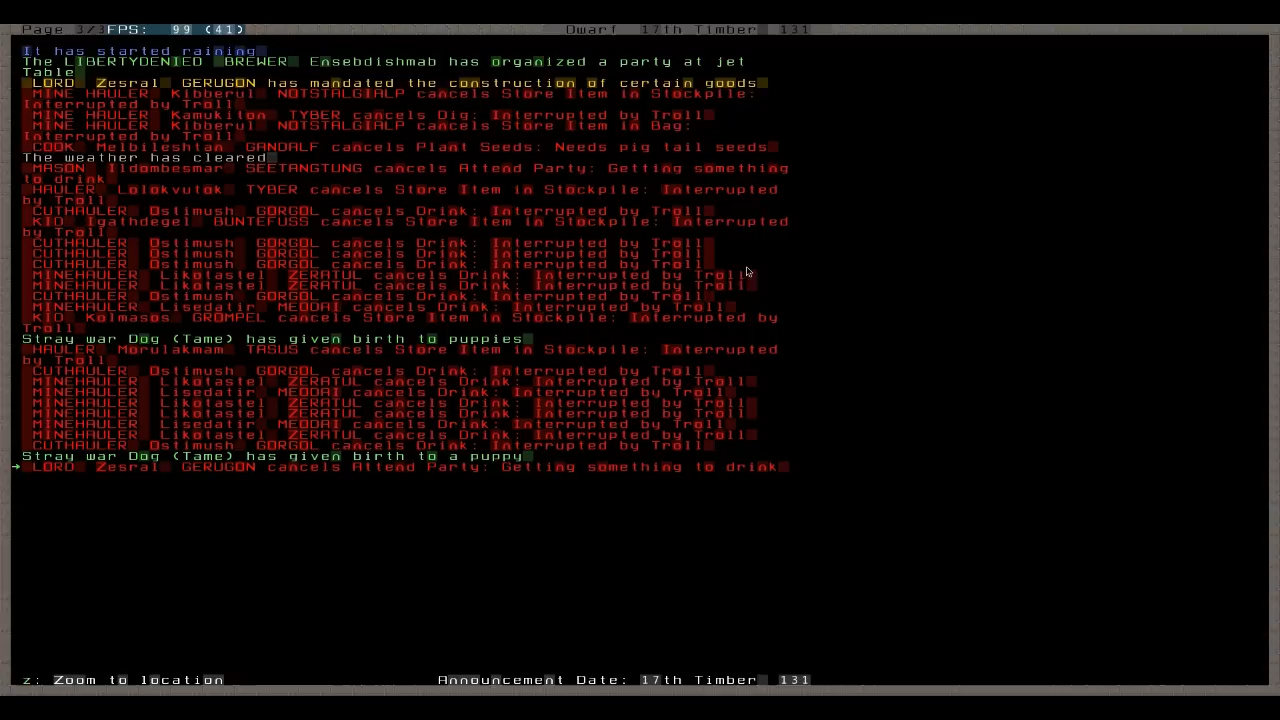 Page 3/3 FPS: 99 (41) Dwarf 17th Timber 131
It has started raining
The LIBERTYDENIED BREWER Ensebdishmab has organized a party at jet
Table
LORD Zesral GERUGON has mandated the construction of certain goods
MINE HAULER Kibberul NOTSTALGIALP cancels Store Item in Stockpile:
Interrupted by Troll
MINE HAULER Kamukiton TYBER cancels Dig: Interrupted by Troll
MINE HAULER Kibberul NOTSTALGIALP cancels Store Item in Bag:
Interrupted by Troll
COOK Melbileshtan GANDALF cancels Plant Seeds: Needs pig tail seeds
The weather has cleared
MASON Ildombesmar SEETANGTUNG cancels Attend Party: Getting something
to drink
HAULER Lolokvutok TYBER cancels Store Item in Stockpile: Interrupted
by Troll
CUTHAULER Ostimush GORGOL cancels Drink: Interrupted by Troll
KID Igathdegel BUNTEFUSS cancels Store Item in Stockpile: Interrupted
by Troll
CUTHAULER Ostimush GORGOL cancels Drink: Interrupted by Troll
CUTHAULER Ostimush GORGOL cancels Drink: Interrupted by Troll
CUTHAULER Ostimush GORGOL cancels Drink: Interrupted by Troll
MINEHAULER Likotastel ZERATUL cancels Drink: Interrupted by Troll
MINEHAULER Likotastel ZERATUL cancels Drink: Interrupted by Troll
CUTHAULER Ostimush GORGOL cancels Drink: Interrupted by Troll
MINEHAULER Lisedatir MEODAI cancels Drink: Interrupted by Troll
KID Kolmasos GROMPEL cancels Store Item in Stockpile: Interrupted by
Troll
Stray war Dog (Tame) has given birth to puppies
HAULER Morulakmam TASUS cancels Store Item in Stockpile: Interrupted
by Troll
CUTHAULER Ostimush GORGOL cancels Drink: Interrupted by Troll
MINEHAULER Likotastel ZERATUL cancels Drink: Interrupted by Troll
MINEHAULER Lisedatir MEODAI cancels Drink: Interrupted by Troll
MINEHAULER Likotastel ZERATUL cancels Drink: Interrupted by Troll
MINEHAULER Likotastel ZERATUL cancels Drink: Interrupted by Troll
MINEHAULER Lisedatir MEODAI cancels Drink: Interrupted by Troll
MINEHAULER Likotastel ZERATUL cancels Drink: Interrupted by Troll
CUTHAULER Ostimush GORGOL cancels Drink: Interrupted by Troll
Stray war Dog (Tame) has given birth to a puppy
LORD Zesral GERUGON cancels Attend Party: Getting something to drink
z: Zoom to location Announcement Date: 17th Timber 131